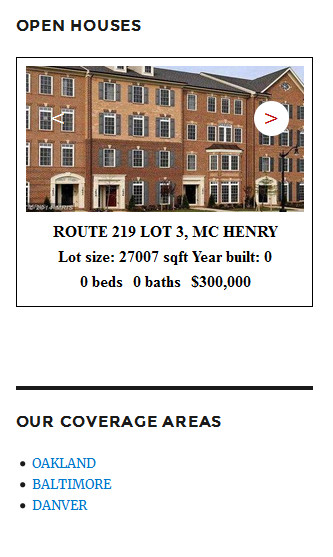 OPEN HOUSES
<
>
ROUTE 219 LOT 3, MC HENRY
Lot size: 27007 sqft Year built: 0
0 beds 0 baths $300,000
OUR COVERAGE AREAS
OAKLAND
BALTIMORE
DANVER